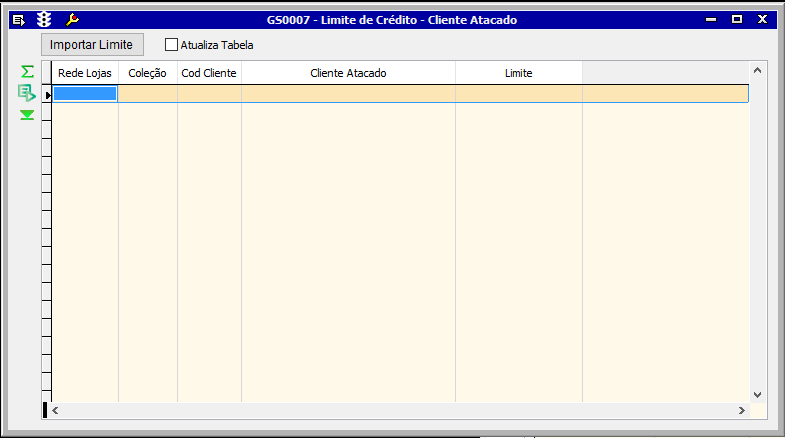 GS0007 - Limite de Crédito - Cliente Atacado
Importar Limite
Atualiza Tabela
Rede Lojas Coleção Cod Cliente Cliente Atacado Limite